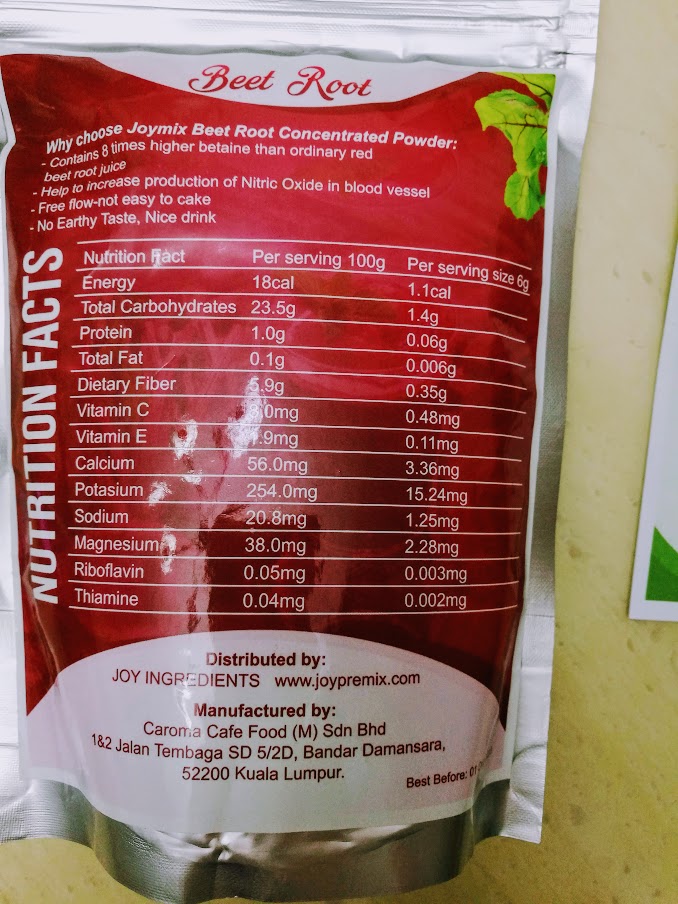 Beet Root
Why choose Joymix Beet Root Concentrated Powder:
- Contains 8 times higher betaine than ordinary red
beet root juice
- Help to increase production of Nitric Oxide in blood vessel
- Free flow-not easy to cake
- No Earthy Taste, Nice drink
NUTRITION FACTS
Nutrition Fact Per serving 100g Per serving size 6g
Energy 18cal 1.1cal
Total Carbohydrates 23.5g 1.4g
Protein 1.0g 0.06g
Total Fat 0.1g 0.006g
Dietary Fiber 5.9g 0.35g
Vitamin C 8.0mg 0.48mg
Vitamin E 1.9mg 0.11mg
Calcium 56.0mg 3.36mg
Potasium 254.0mg 15.24mg
Sodium 20.8mg 1.25mg
Magnesium 38.0mg 2.28mg
Riboflavin 0.05mg 0.003mg
Thiamine 0.04mg 0.002mg
Distributed by:
JOY INGREDIENTS www.joypremix.com
Manufactured by:
Caroma Cafe Food (M) Sdn Bhd
1&2 Jalan Tembaga SD 5/2D, Bandar Damansara,
52200 Kuala Lumpur.
Best Before: